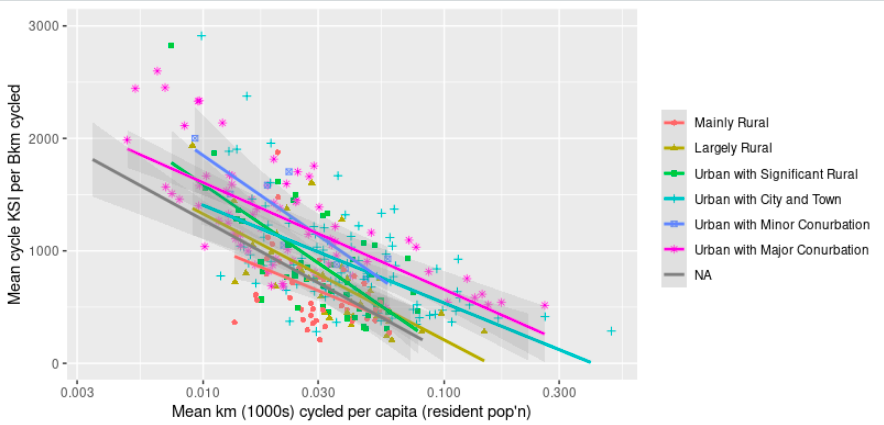 3000
2000
1000
0
Mean cycle KSI per Bkm cycled
0.003
0.010
0.030
0.100
0.300
Mean km (1000s) cycled per capita (resident pop'n)
Mainly Rural
Largely Rural
Urban with Significant Rural
Urban with City and Town
Urban with Minor Conurbation
Urban with Major Conurbation
NA